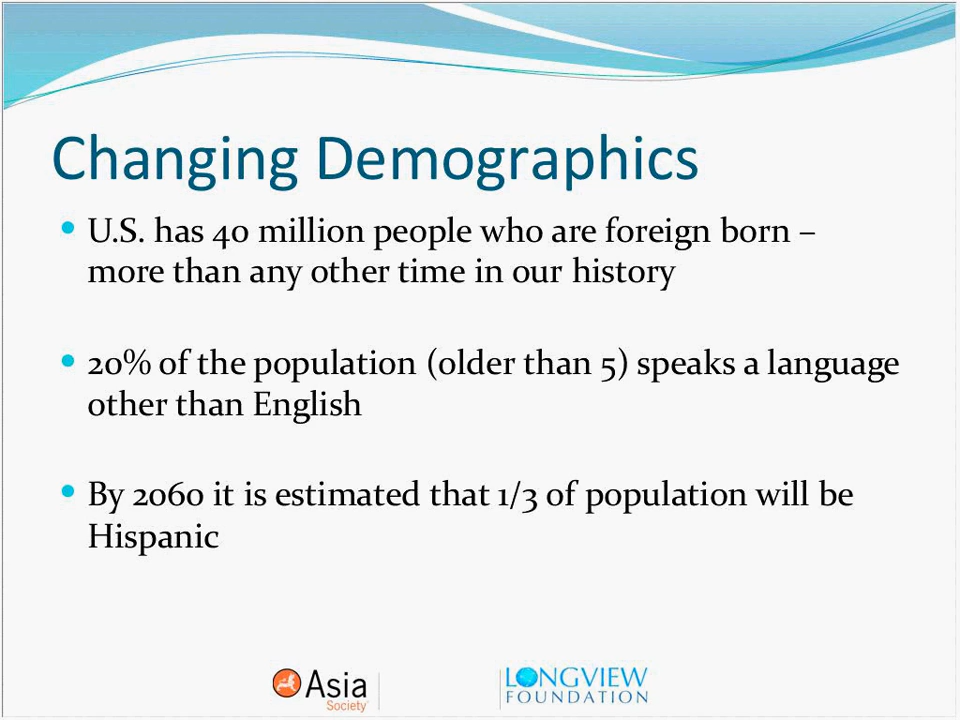 Changing Demographics
• U.S. has 40 million people who are foreign born –
more than any other time in our history
• 20% of the population (older than 5) speaks a language
other than English
• By 2060 it is estimated that 1/3 of population will be
Hispanic
Asia
Society
LONGVIEW
FOUNDATION